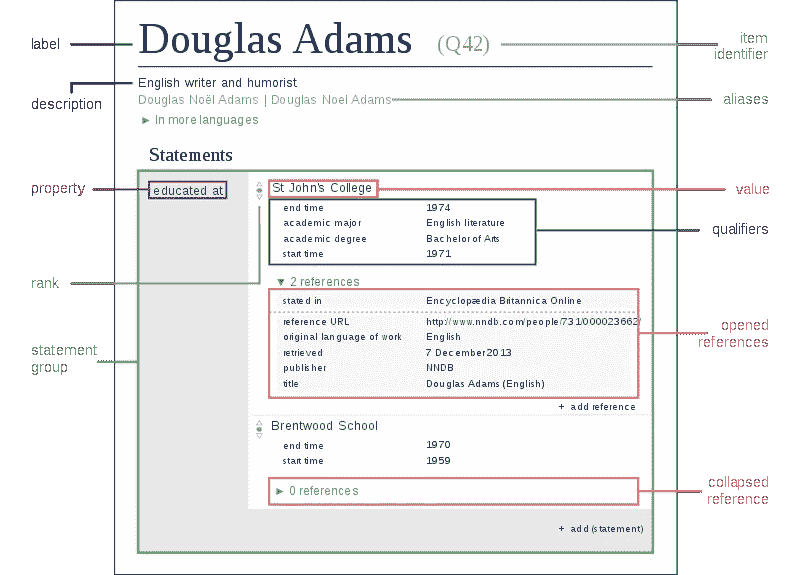 label
Douglas Adams (Q42)
item
identifier
English writer and humorist
description
Douglas Noël Adams | Douglas Noel Adams
aliases
► In more languages
Statements
property
educated at
St John's College
value
end time 1974
academic major English literature
academic degree Bachelor of Arts
start time 1971
qualifiers
rank
▼ 2 references
stated in Encyclopædia Britannica Online
reference URL http://www.nndb.com/people/731/000023662/
original language of work English
retrieved 7 December 2013
publisher NNDB
title Douglas Adams (English)
opened
references
statement
group
+ add reference
Brentwood School
end time 1970
start time 1959
► 0 references
collapsed
reference
+ add (statement)